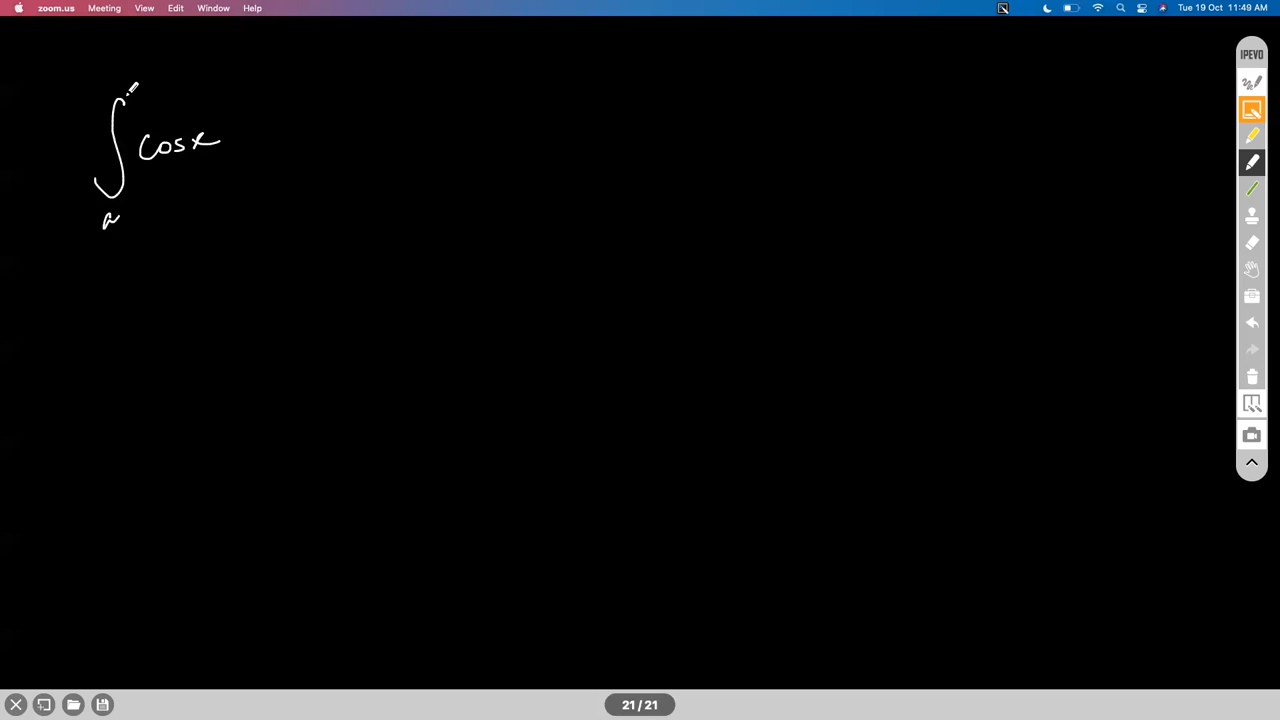 zoom.us Meeting View Edit Window Help Tue 19 Oct 11:49 AM
IPEVO
∫ cos x
a
21 / 21